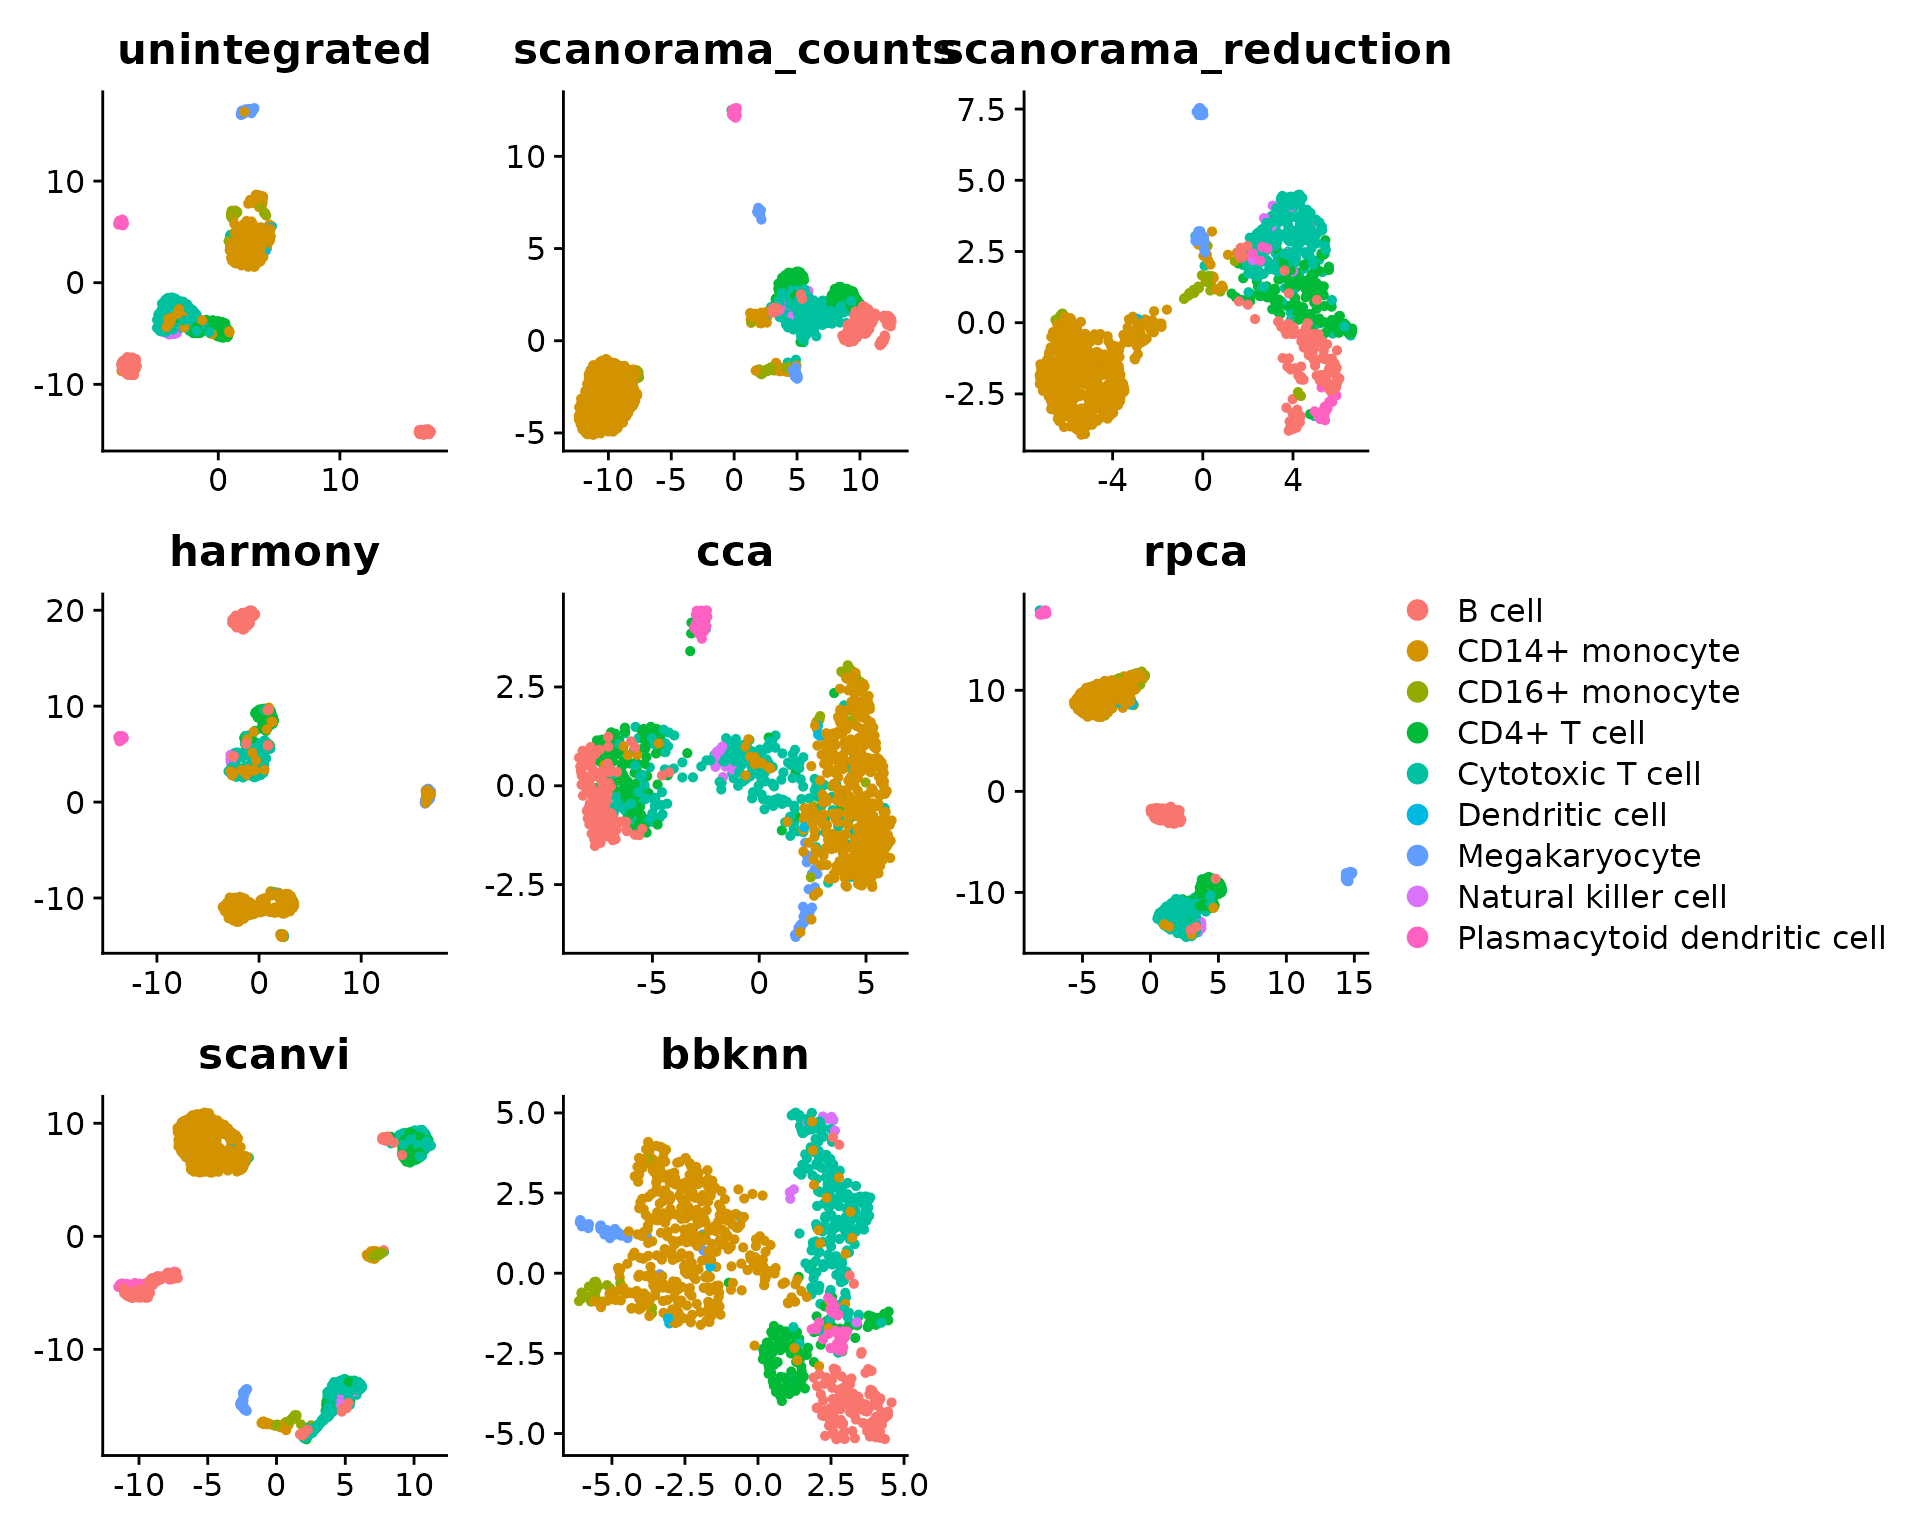 unintegrated
scanorama_counts
scanorama_reduction
10
0
-10
0 10
10
5
0
-5
-10 -5 0 5 10
7.5
5.0
2.5
0.0
-2.5
-4 0 4
harmony
cca
rpca
20
10
0
-10
-10 0 10
2.5
0.0
-2.5
-5 0 5
10
0
-10
-5 0 5 10 15
B cell
CD14+ monocyte
CD16+ monocyte
CD4+ T cell
Cytotoxic T cell
Dendritic cell
Megakaryocyte
Natural killer cell
Plasmacytoid dendritic cell
scanvi
bbknn
10
0
-10
-10 -5 0 5 10
5.0
2.5
0.0
-2.5
-5.0
-5.0 -2.5 0.0 2.5 5.0